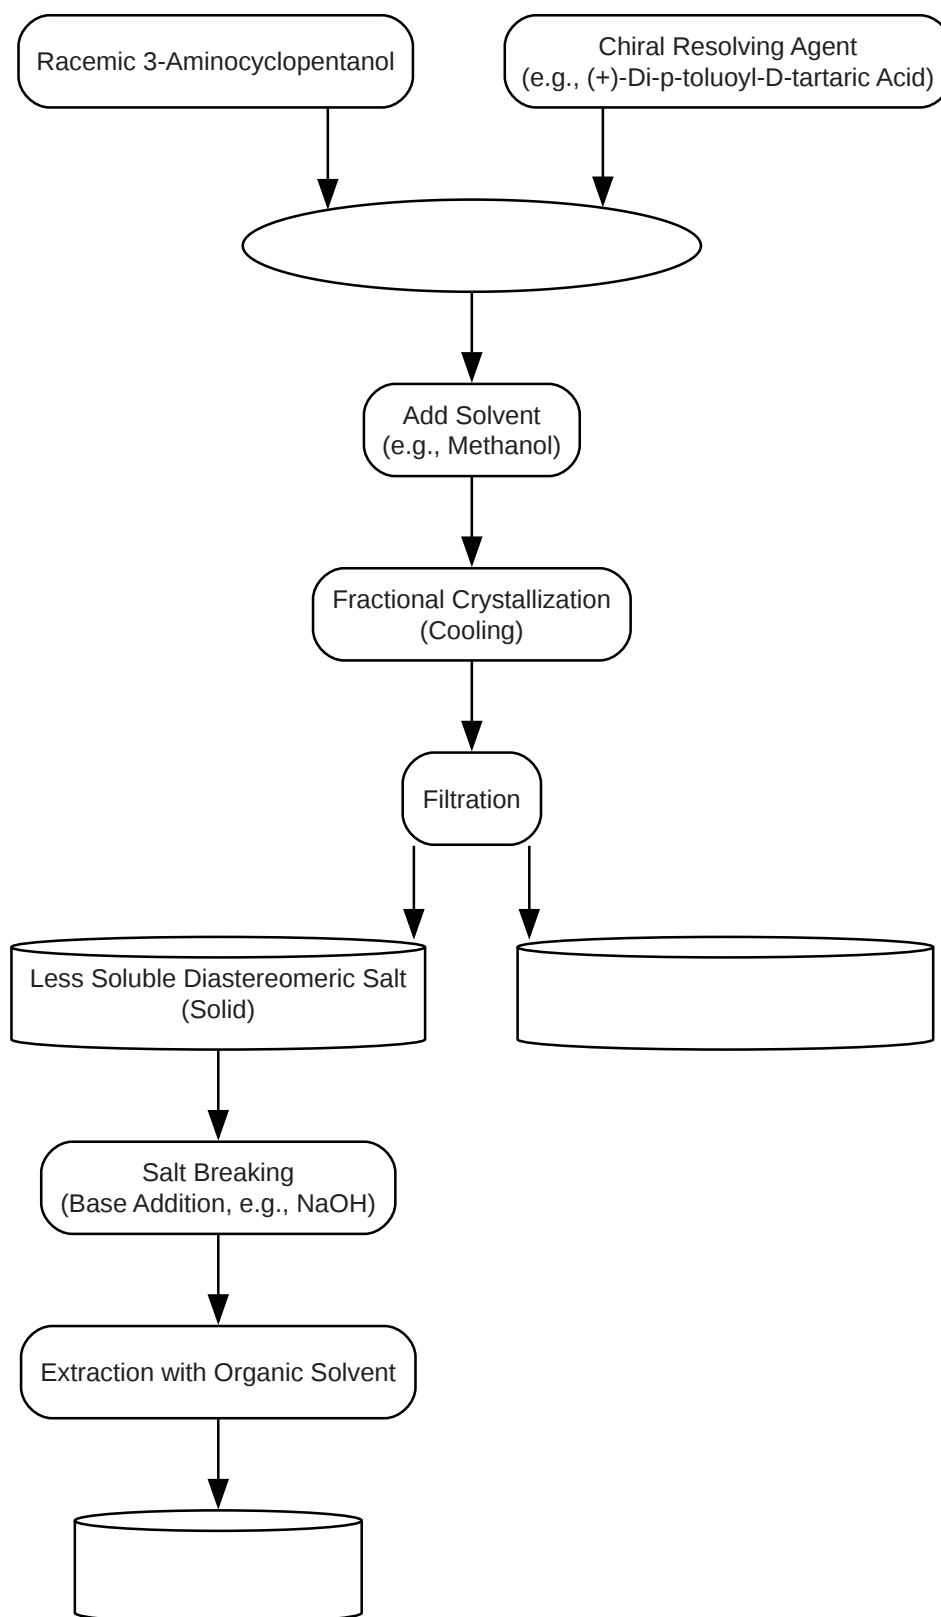 Racemic 3-Aminocyclopentanol
Chiral Resolving Agent
(e.g., (+)-Di-p-toluoyl-D-tartaric Acid)
Add Solvent
(e.g., Methanol)
Fractional Crystallization
(Cooling)
Filtration
Less Soluble Diastereomeric Salt
(Solid)
Salt Breaking
(Base Addition, e.g., NaOH)
Extraction with Organic Solvent